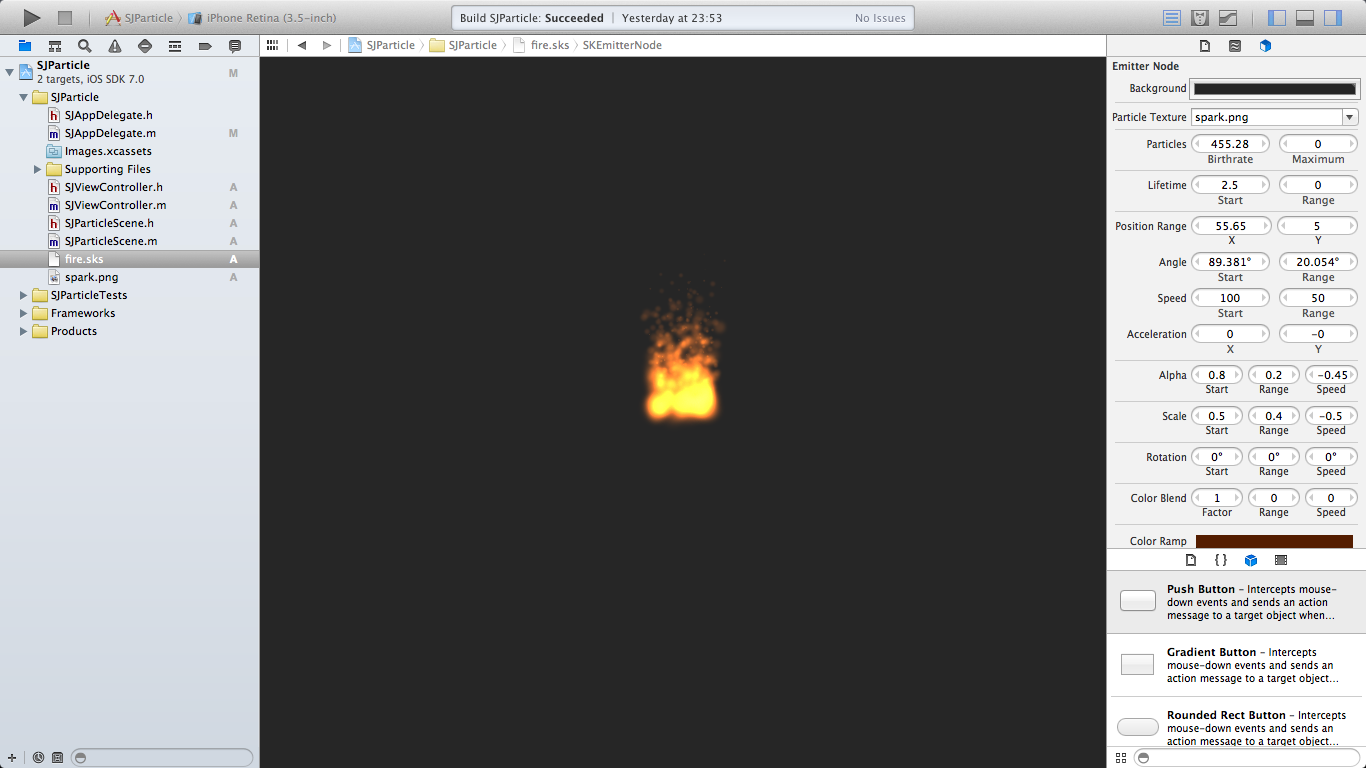 SJParticle
iPhone Retina (3.5-inch)
Build SJParticle: Succeeded
Yesterday at 23:53
No Issues
SJParticle
SJParticle
fire.sks
SKEmitterNode
SJParticle
2 targets, iOS SDK 7.0
M
SJParticle
SJAppDelegate.h
SJAppDelegate.m M
Images.xcassets
Supporting Files
SJViewController.h A
SJViewController.m A
SJParticleScene.h A
SJParticleScene.m A
fire.sks A
spark.png A
SJParticleTests
Frameworks
Products
Emitter Node
Background
Particle Texture spark.png
Particles 455.28 0
Birthrate Maximum
Lifetime 2.5 0
Start Range
Position Range 55.65 5
X Y
Angle 89.381° 20.054°
Start Range
Speed 100 50
Start Range
Acceleration 0 -0
X Y
Alpha 0.8 0.2 -0.45
Start Range Speed
Scale 0.5 0.4 -0.5
Start Range Speed
Rotation 0° 0° 0°
Start Range Speed
Color Blend 1 0 0
Factor Range Speed
Color Ramp
{ }
Push Button - Intercepts mouse-
down events and sends an action
message to a target object when...
Gradient Button - Intercepts
mouse-down events and sends an
action message to a target object...
Rounded Rect Button - Intercepts
mouse-down events and sends an
action message to a target object...